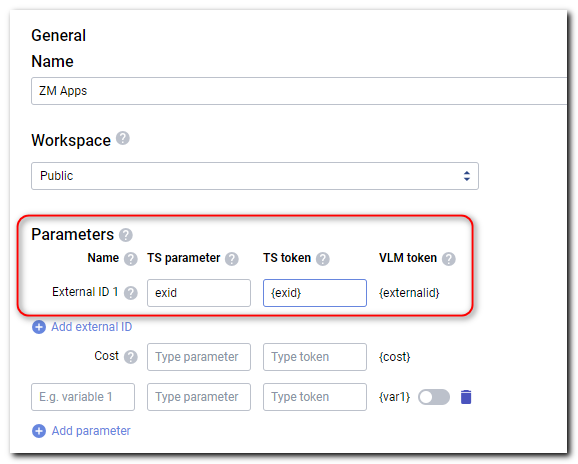 General
Name
ZM Apps
Workspace ?
Public
Parameters ?
Name ? TS parameter ? TS token ? VLM token ?
External ID 1 ? exid {exid} {externalid}
+ Add external ID
Cost ? Type parameter Type token {cost}
E.g. variable 1 Type parameter Type token {var1}
+ Add parameter